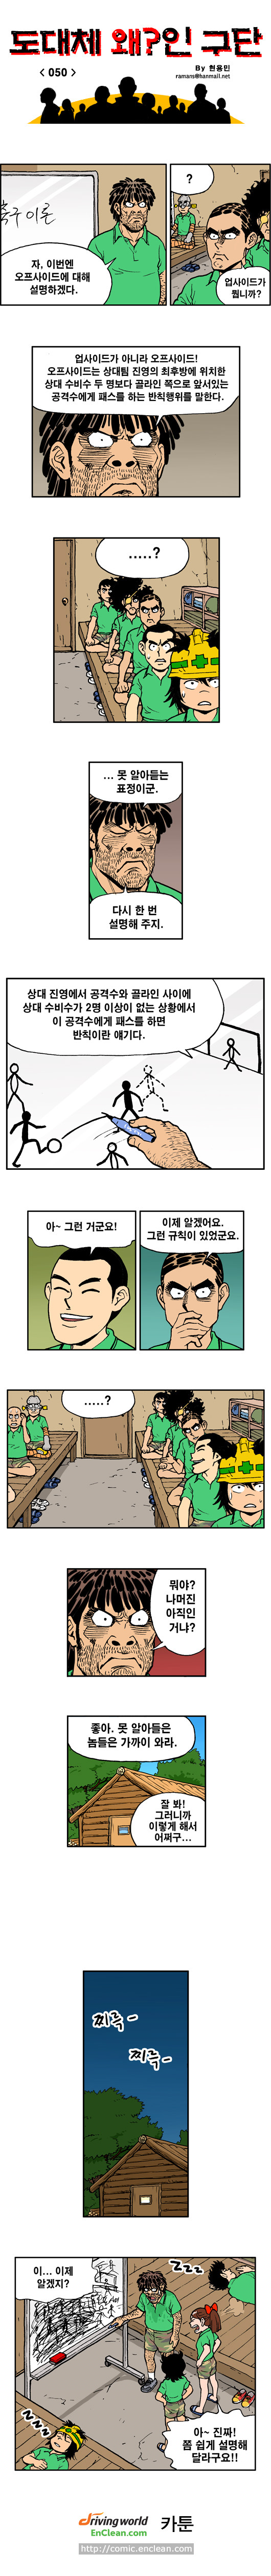 도대체 왜?인 구단
< 050 >
By 현용민
ramans@hanmail.net
축구 이론
자, 이번엔
오프사이드에 대해
설명하겠다.
?
업사이드가
뭡니까?
업사이드가 아니라 오프사이드!
오프사이드는 상대팀 진영의 최후방에 위치한
상대 수비수 두 명보다 골라인 쪽으로 앞서있는
공격수에게 패스를 하는 반칙행위를 말한다.
.....?
... 못 알아듣는
표정이군.
다시 한 번
설명해 주지.
상대 진영에서 공격수와 골라인 사이에
상대 수비수가 2명 이상이 없는 상황에서
이 공격수에게 패스를 하면
반칙이란 얘기다.
아~ 그런 거군요!
이제 알겠어요.
그런 규칙이 있었군요.
.....?
뭐야?
나머진
아직인
거냐?
좋아. 못 알아들은
놈들은 가까이 와라.
잘 봐!
그러니까
이렇게 해서
어쩌구...
찌륵~
찌륵~
이... 이제
알겠지?
zzz
zzz
아~ 진짜!
쫌 쉽게 설명해
달라구요!!
drivingworld
EnClean.com
카툰
http://comic.enclean.com